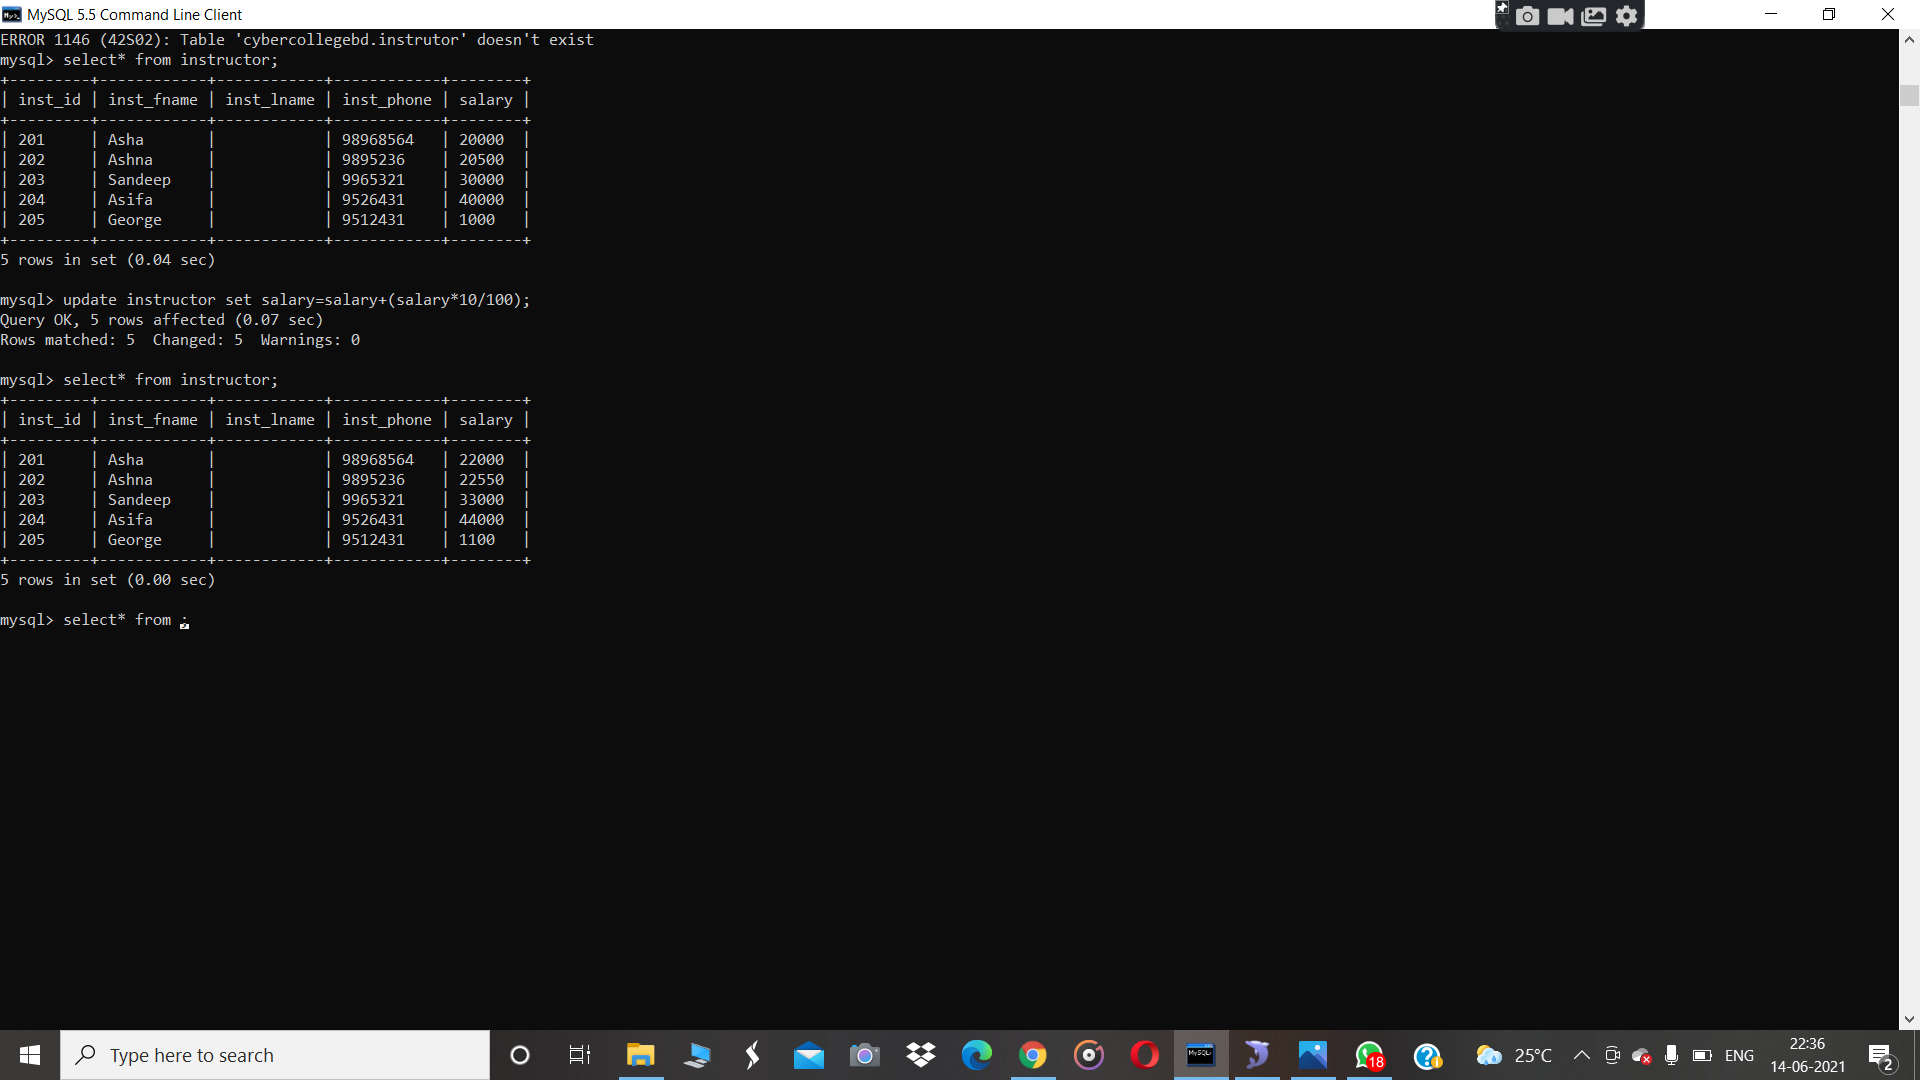 MySQL 5.5 Command Line Client
ERROR 1146 (42S02): Table 'cybercollegebd.instrutor' doesn't exist
mysql> select* from instructor;
+---------+------------+------------+------------+--------+
| inst_id | inst_fname | inst_lname | inst_phone | salary |
+---------+------------+------------+------------+--------+
| 201     | Asha       |            | 98968564   | 20000  |
| 202     | Ashna      |            | 9895236    | 20500  |
| 203     | Sandeep    |            | 9965321    | 30000  |
| 204     | Asifa      |            | 9526431    | 40000  |
| 205     | George     |            | 9512431    | 1000   |
+---------+------------+------------+------------+--------+
5 rows in set (0.04 sec)
mysql> update instructor set salary=salary+(salary*10/100);
Query OK, 5 rows affected (0.07 sec)
Rows matched: 5  Changed: 5  Warnings: 0
mysql> select* from instructor;
+---------+------------+------------+------------+--------+
| inst_id | inst_fname | inst_lname | inst_phone | salary |
+---------+------------+------------+------------+--------+
| 201     | Asha       |            | 98968564   | 22000  |
| 202     | Ashna      |            | 9895236    | 22550  |
| 203     | Sandeep    |            | 9965321    | 33000  |
| 204     | Asifa      |            | 9526431    | 44000  |
| 205     | George     |            | 9512431    | 1100   |
+---------+------------+------------+------------+--------+
5 rows in set (0.00 sec)
mysql> select* from ;
Type here to search
MySQL
18
25°C
ENG
22:36
14-06-2021
2